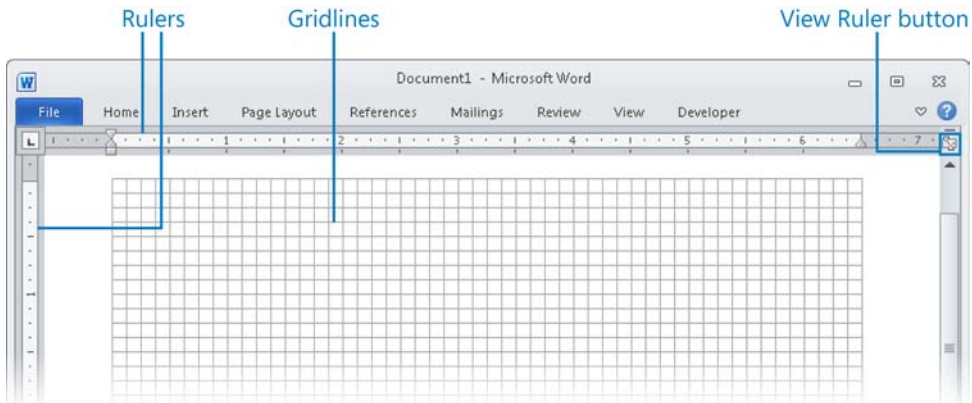 Rulers Gridlines View Ruler button
W Document1 - Microsoft Word
File Home Insert Page Layout References Mailings Review View Developer ?
L 1 2 3 4 5 6 7
1